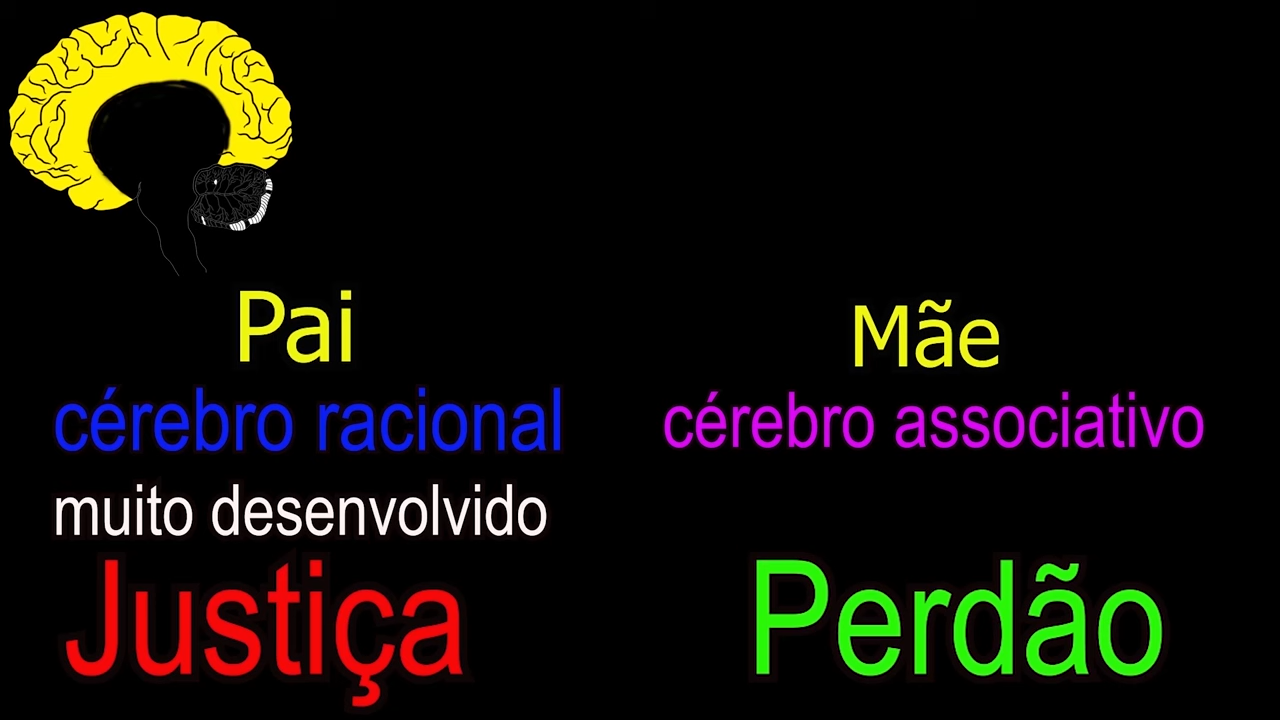 Pai
cérebro racional
muito desenvolvido
Justiça
Mãe
cérebro associativo
Perdão